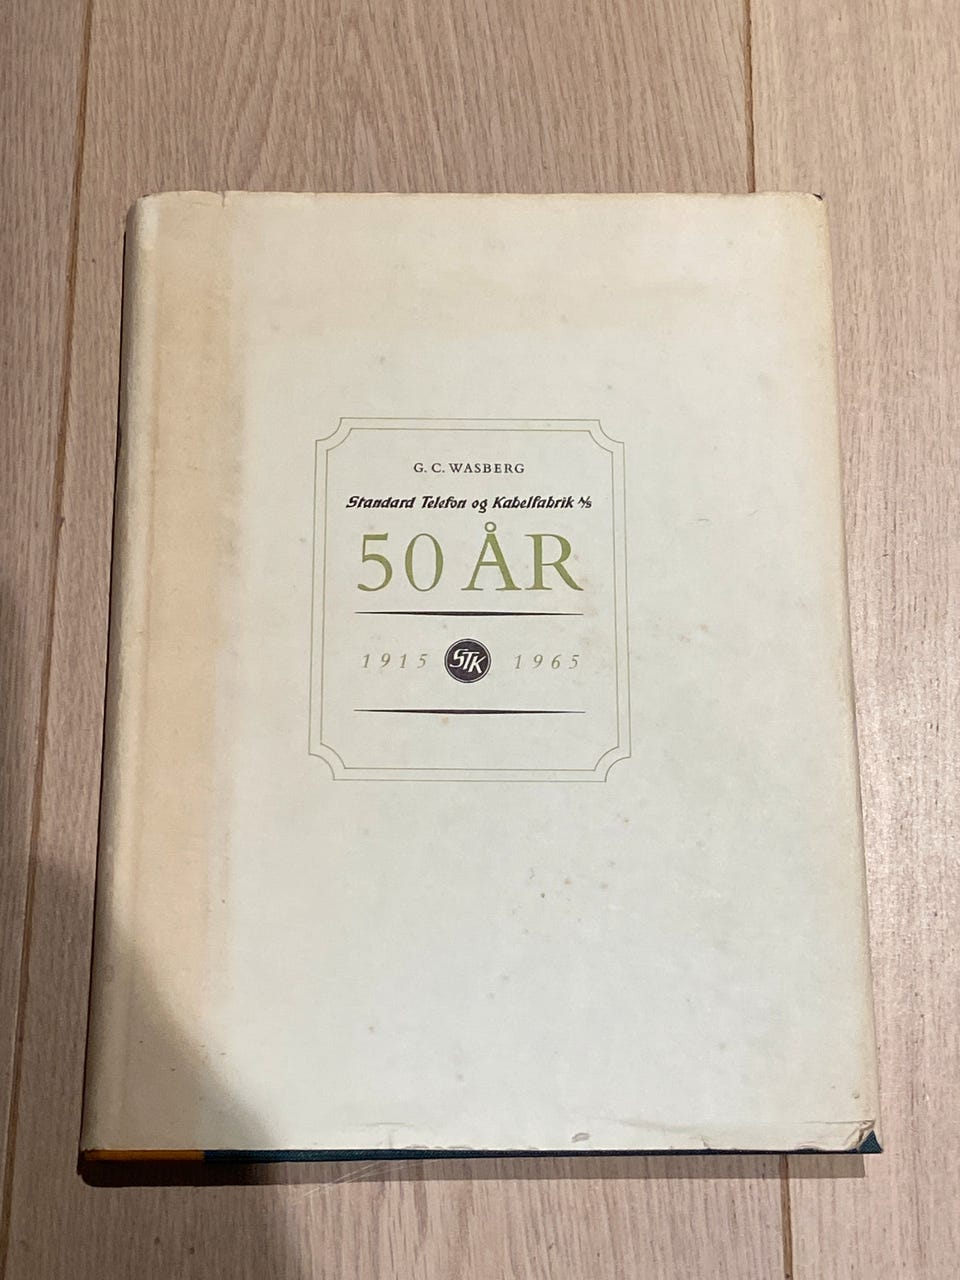 G. C. WASBERG
Standard Telefon og Kabelfabrik A/S
50 ÅR
1915 STK 1965